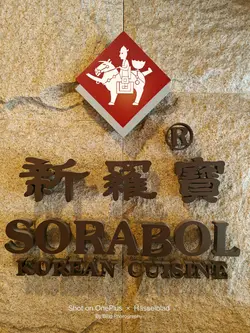 ®
新羅寶
SORABOL
KOREAN CUISINE
Shot on OnePlus × Hasselblad